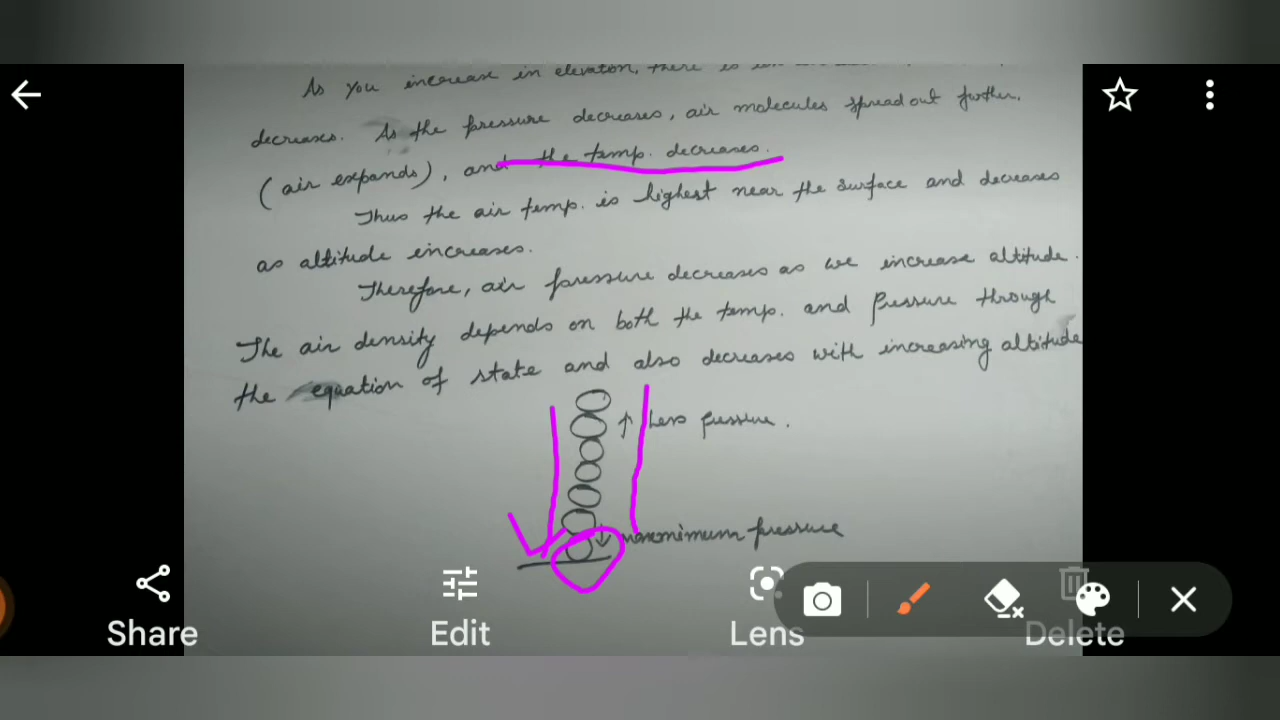 As you increase in elevation, there is
decreases. As the pressure decreases, air molecules spread out further.
(air expands), and the temp. decreases.
Thus the air temp. is highest near the surface and decreases
as altitude increases.
Therefore, air pressure decreases as we increase altitude.
The air density depends on both the temp. and pressure through
the equation of state and also decreases with increasing altitude
↑ Less pressure.
↓ maximum pressure
Share
Edit
Lens
Delete